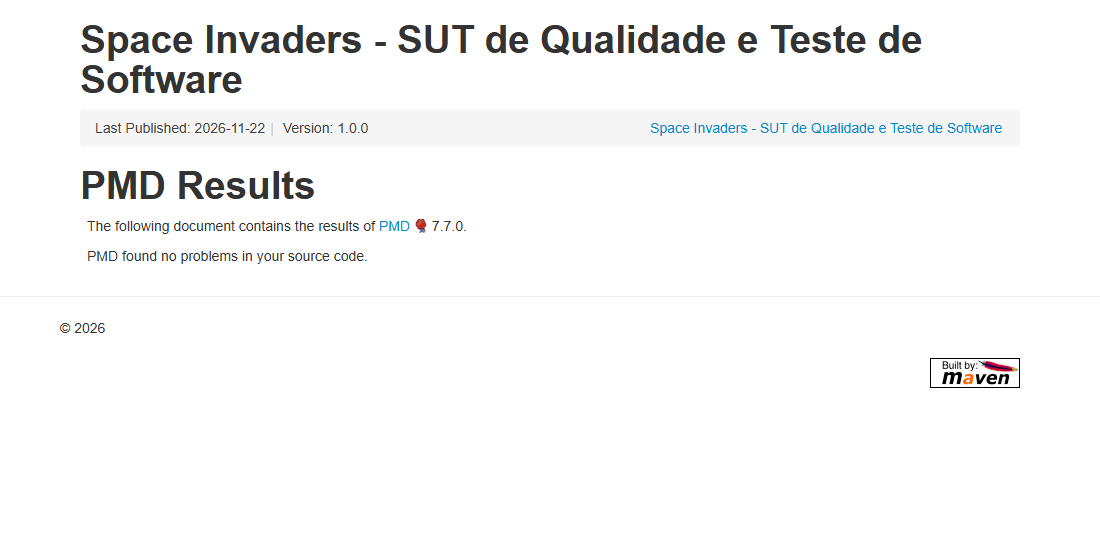 Space Invaders - SUT de Qualidade e Teste de
Software
Last Published: 2026-11-22 | Version: 1.0.0 Space Invaders - SUT de Qualidade e Teste de Software
PMD Results
The following document contains the results of PMD 7.7.0.
PMD found no problems in your source code.
© 2026
Built by:
maven